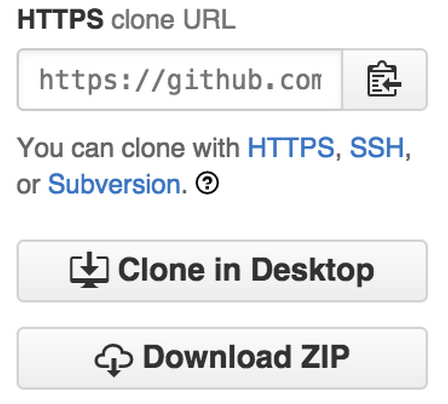 HTTPS clone URL
https://github.com
You can clone with HTTPS, SSH,
or Subversion.
Clone in Desktop
Download ZIP